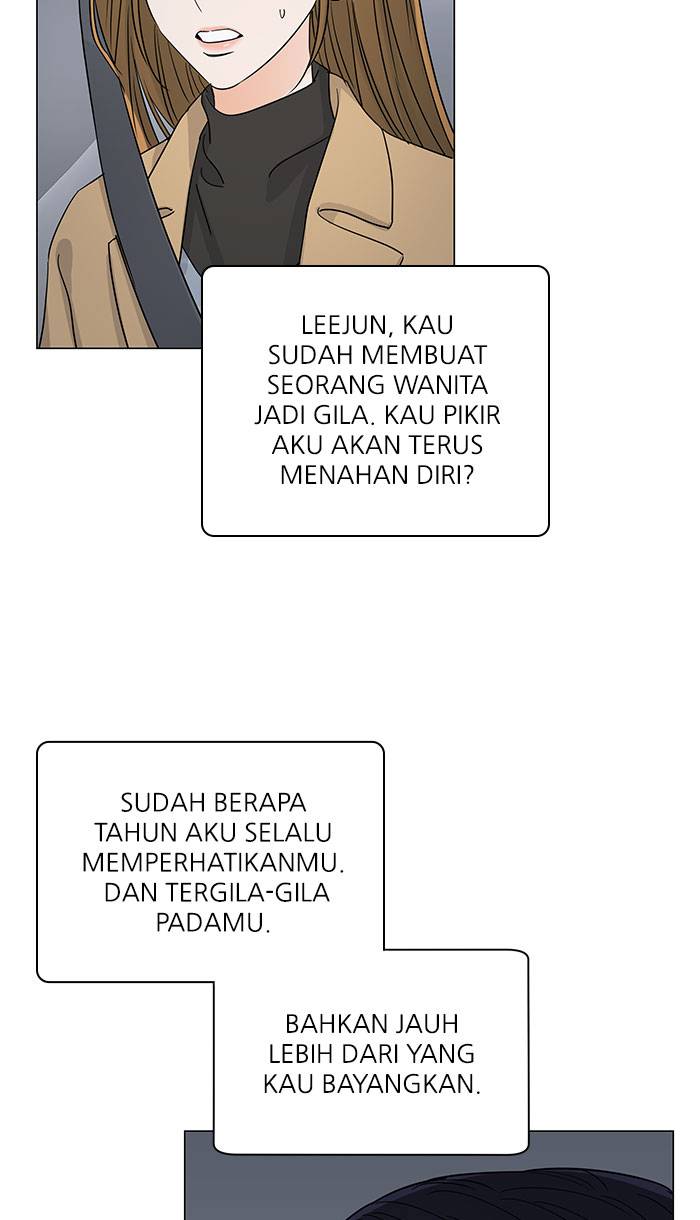 LEEJUN, KAU
SUDAH MEMBUAT
SEORANG WANITA
JADI GILA. KAU PIKIR
AKU AKAN TERUS
MENAHAN DIRI?
SUDAH BERAPA
TAHUN AKU SELALU
MEMPERHATIKANMU.
DAN TERGILA-GILA
PADAMU.
BAHKAN JAUH
LEBIH DARI YANG
KAU BAYANGKAN.